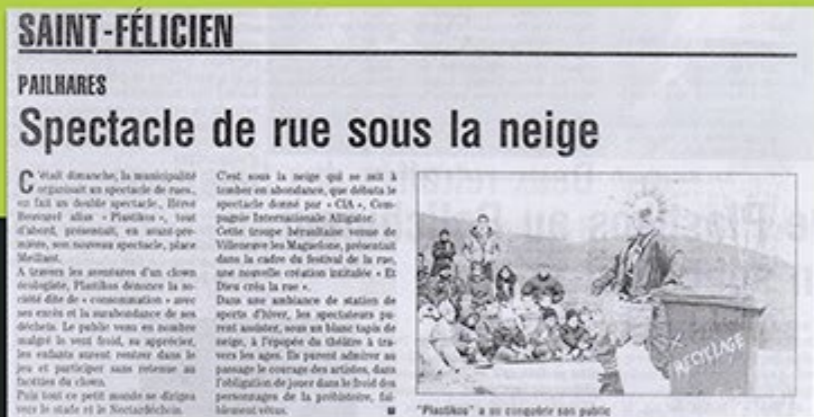 SAINT-FÉLICIEN
PAILHARES
Spectacle de rue sous la neige
C'était dimanche, la municipalité
organisait un spectacle de rues.,
en fait un double spectacle., Hervé
alias « Plastikos », tout
d'abord, présentait, en avant-pre-
mière, son nouveau spectacle, place
Meillant.
A travers les aventures d'un clown
écologiste, Plastikos dénonce la so-
ciété dite de « consommation » avec
ses excès et la surabondance de ses
déchets. Le public venu en nombre
malgré le vent froid, su apprécier,
les enfants surent rentrer dans le
jeu et participer sans retenue au
facéties du clown.
Puis tout ce petit monde se dirigea
vers le stade et le
C'est sous la neige qui se mit à
tomber en abondance, que débuta le
spectacle donné par « CIA », Com-
pagnie Internationale Alligator.
Cette troupe héraultaise venue de
Villeneuve les Maguelone, présentait
dans la cadre du festival de la rue,
une nouvelle création intitulée « Et
Dieu créa la rue ».
Dans une ambiance de station de
sports d'hiver, les spectateurs pu-
rent assister, sous un blanc tapis de
neige, à l'épopée du théâtre à tra-
vers les ages. Ils purent admirer au
passage le courage des artistes, dans
l'obligation de jouer dans le froid des
personnages de la préhistoire, fai-
blement vêtus.
RECYCLAGE
"Plastikos" a su conquérir son public